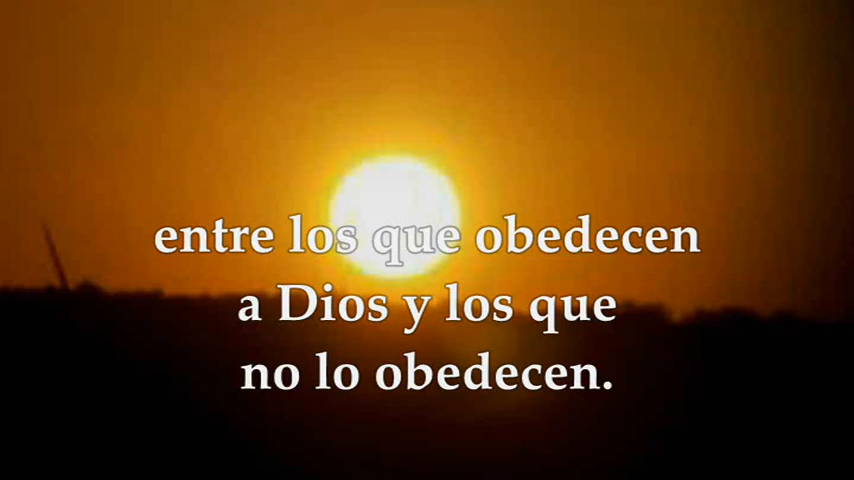 entre los que obedecen
a Dios y los que
no lo obedecen.